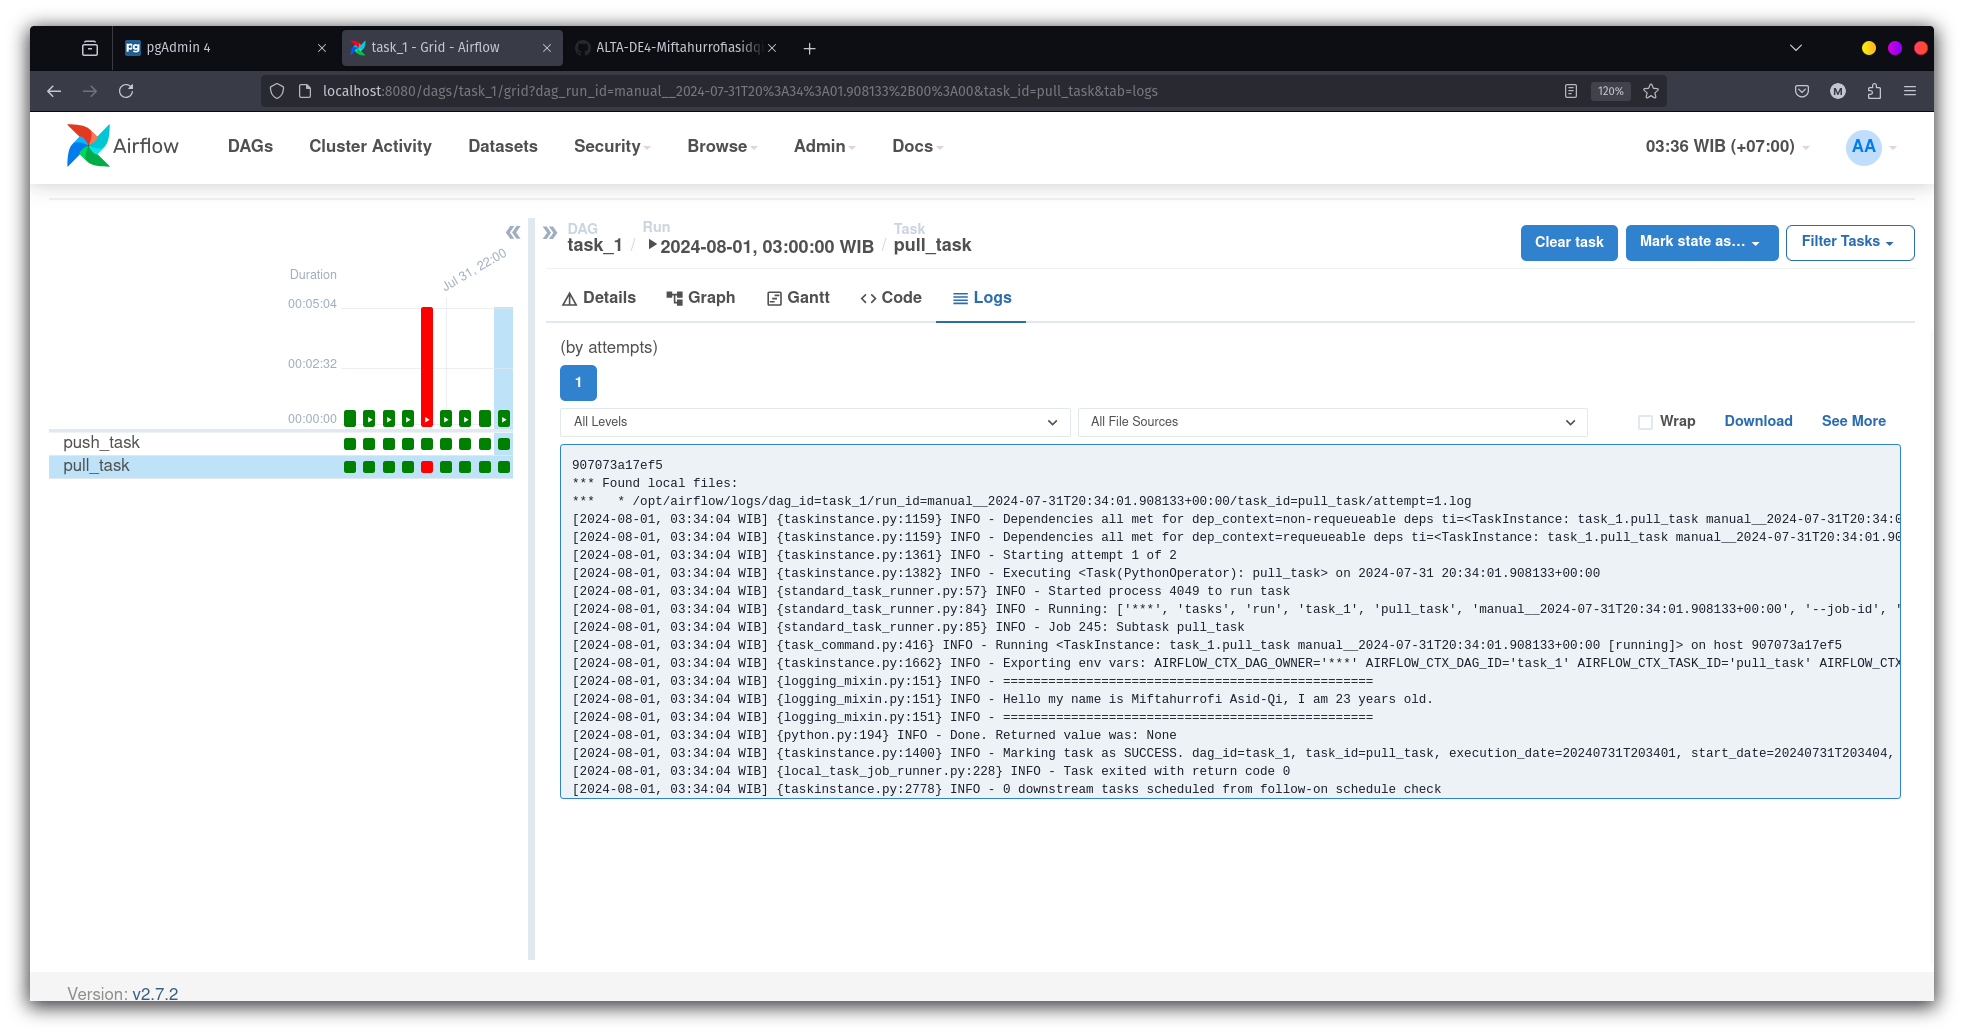 pgAdmin 4
task_1 - Grid - Airflow
ALTA-DE4-Miftahurrofiasidq
localhost:8080/dags/task_1/grid?dag_run_id=manual__2024-07-31T20%3A34%3A01.908133%2B00%3A00&task_id=pull_task&tab=logs
120%
M
Airflow
DAGs
Cluster Activity
Datasets
Security
Browse
Admin
Docs
03:36 WIB (+07:00)
AA
DAG
task_1
/
Run
2024-08-01, 03:00:00 WIB
/
Task
pull_task
Clear task
Mark state as...
Filter Tasks
Jul 31, 22:00
Duration
00:05:04
00:02:32
00:00:00
push_task
pull_task
Details
Graph
Gantt
Code
Logs
(by attempts)
1
All Levels
All File Sources
Wrap
Download
See More
907073a17ef5
*** Found local files:
***   * /opt/airflow/logs/dag_id=task_1/run_id=manual__2024-07-31T20:34:01.908133+00:00/task_id=pull_task/attempt=1.log
[2024-08-01, 03:34:04 WIB] {taskinstance.py:1159} INFO - Dependencies all met for dep_context=non-requeueable deps ti=<TaskInstance: task_1.pull_task manual__2024-07-31T20:34:0
[2024-08-01, 03:34:04 WIB] {taskinstance.py:1159} INFO - Dependencies all met for dep_context=requeueable deps ti=<TaskInstance: task_1.pull_task manual__2024-07-31T20:34:01.90
[2024-08-01, 03:34:04 WIB] {taskinstance.py:1361} INFO - Starting attempt 1 of 2
[2024-08-01, 03:34:04 WIB] {taskinstance.py:1382} INFO - Executing <Task(PythonOperator): pull_task> on 2024-07-31 20:34:01.908133+00:00
[2024-08-01, 03:34:04 WIB] {standard_task_runner.py:57} INFO - Started process 4049 to run task
[2024-08-01, 03:34:04 WIB] {standard_task_runner.py:84} INFO - Running: ['***', 'tasks', 'run', 'task_1', 'pull_task', 'manual__2024-07-31T20:34:01.908133+00:00', '--job-id', '
[2024-08-01, 03:34:04 WIB] {standard_task_runner.py:85} INFO - Job 245: Subtask pull_task
[2024-08-01, 03:34:04 WIB] {task_command.py:416} INFO - Running <TaskInstance: task_1.pull_task manual__2024-07-31T20:34:01.908133+00:00 [running]> on host 907073a17ef5
[2024-08-01, 03:34:04 WIB] {taskinstance.py:1662} INFO - Exporting env vars: AIRFLOW_CTX_DAG_OWNER='***' AIRFLOW_CTX_DAG_ID='task_1' AIRFLOW_CTX_TASK_ID='pull_task' AIRFLOW_CTX
[2024-08-01, 03:34:04 WIB] {logging_mixin.py:151} INFO - =================================================
[2024-08-01, 03:34:04 WIB] {logging_mixin.py:151} INFO - Hello my name is Miftahurrofi Asid-Qi, I am 23 years old.
[2024-08-01, 03:34:04 WIB] {logging_mixin.py:151} INFO - =================================================
[2024-08-01, 03:34:04 WIB] {python.py:194} INFO - Done. Returned value was: None
[2024-08-01, 03:34:04 WIB] {taskinstance.py:1400} INFO - Marking task as SUCCESS. dag_id=task_1, task_id=pull_task, execution_date=20240731T203401, start_date=20240731T203404,
[2024-08-01, 03:34:04 WIB] {local_task_job_runner.py:228} INFO - Task exited with return code 0
[2024-08-01, 03:34:04 WIB] {taskinstance.py:2778} INFO - 0 downstream tasks scheduled from follow-on schedule check
Version: v2.7.2